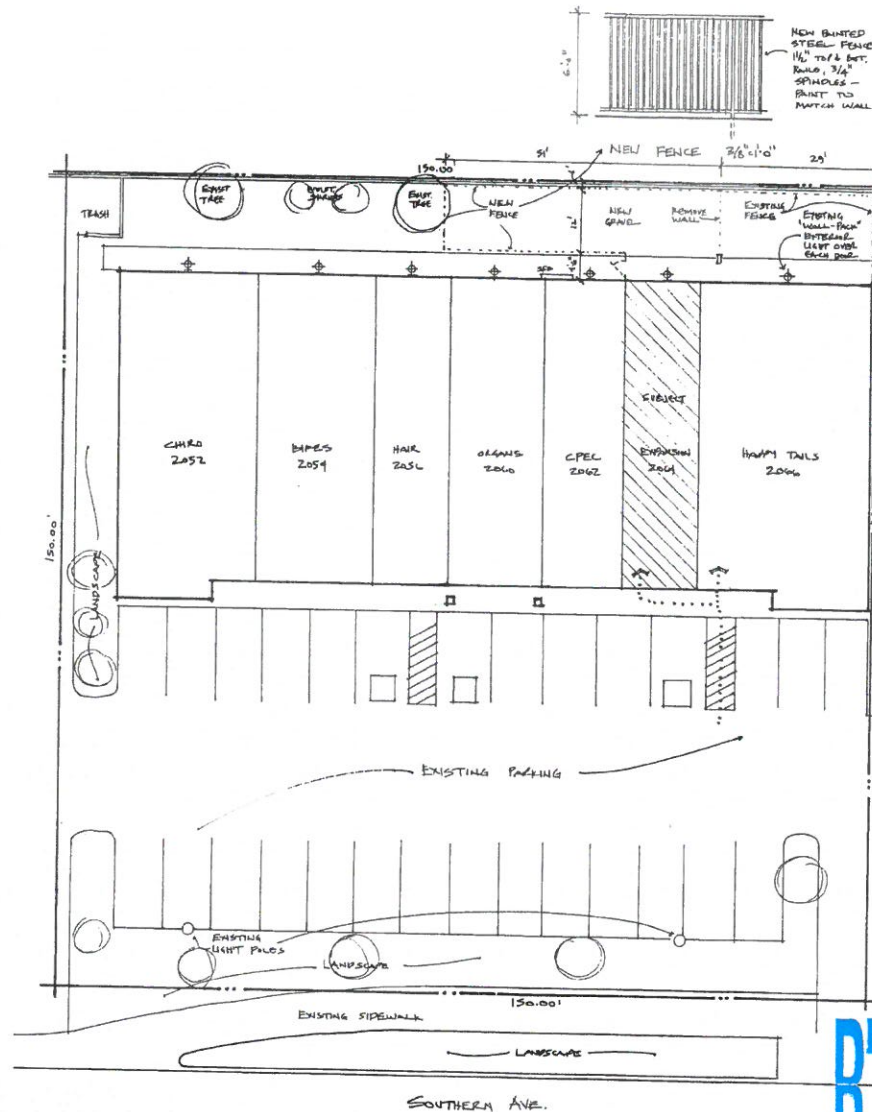 NEW PAINTED
STEEL FENCE
1½" TOP & BOT.
RAILS, 3/4"
SPINDLES -
PAINT TO
MATCH WALL
6'-0"
NEW FENCE 3/8"=1'-0"
51'
29'
150.00'
TRASH
EXIST
TREE
EXIST.
TREE
NEW
FENCE
12'
NEW
GRAVEL
REMOVE
WALL
EXISTING
FENCE
EXISTING
"WALL-PACK"
EXTERIOR
LIGHT OVER
EACH DOOR
CHIRO
2052
BIKES
2054
HAIR
ORGANS
2060
CPEC
2062
SUBJECT
EXPANSION
2064
HAPPY TAILS
2066
150.00'
LANDSCAPE
EXISTING PARKING
EXISTING
LIGHT POLES
LANDSCAPE
150.00'
EXISTING SIDEWALK
LANDSCAPE
SOUTHERN AVE.